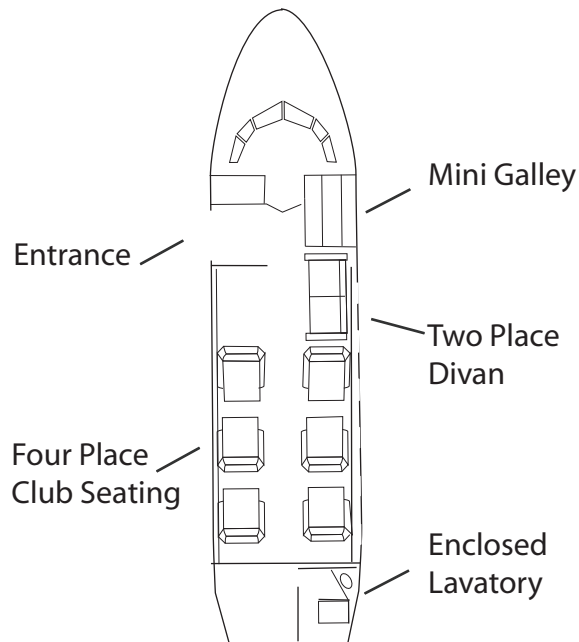 Mini Galley
Entrance
Two Place
Divan
Four Place
Club Seating
Enclosed
Lavatory